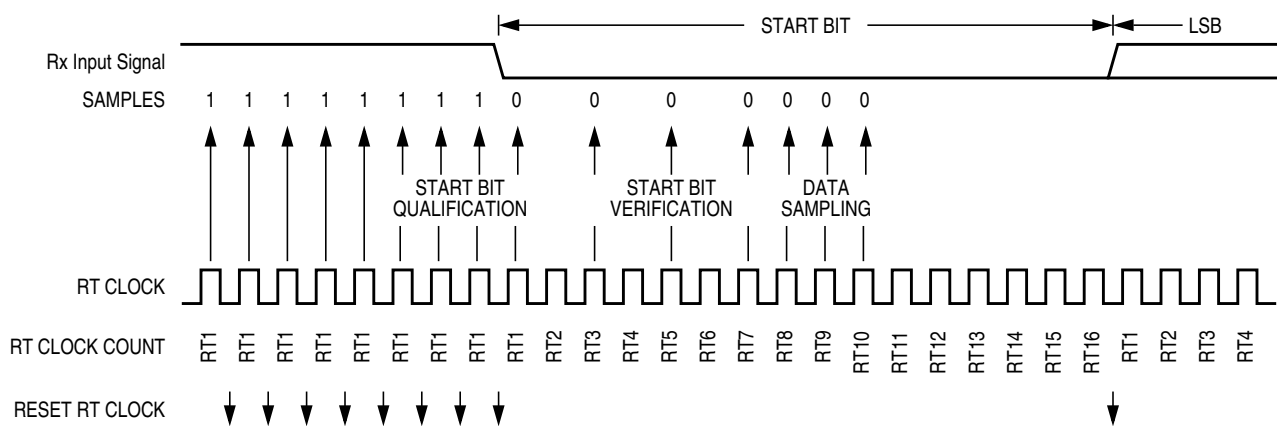 START BIT LSB
Rx Input Signal
SAMPLES 1 1 1 1 1 1 1 1 0 0 0 0 0 0 0
START BIT QUALIFICATION
START BIT VERIFICATION
DATA SAMPLING
RT CLOCK
RT CLOCK COUNT RT1 RT1 RT1 RT1 RT1 RT1 RT1 RT1 RT1 RT2 RT3 RT4 RT5 RT6 RT7 RT8 RT9 RT10 RT11 RT12 RT13 RT14 RT15 RT16 RT1 RT2 RT3 RT4
RESET RT CLOCK